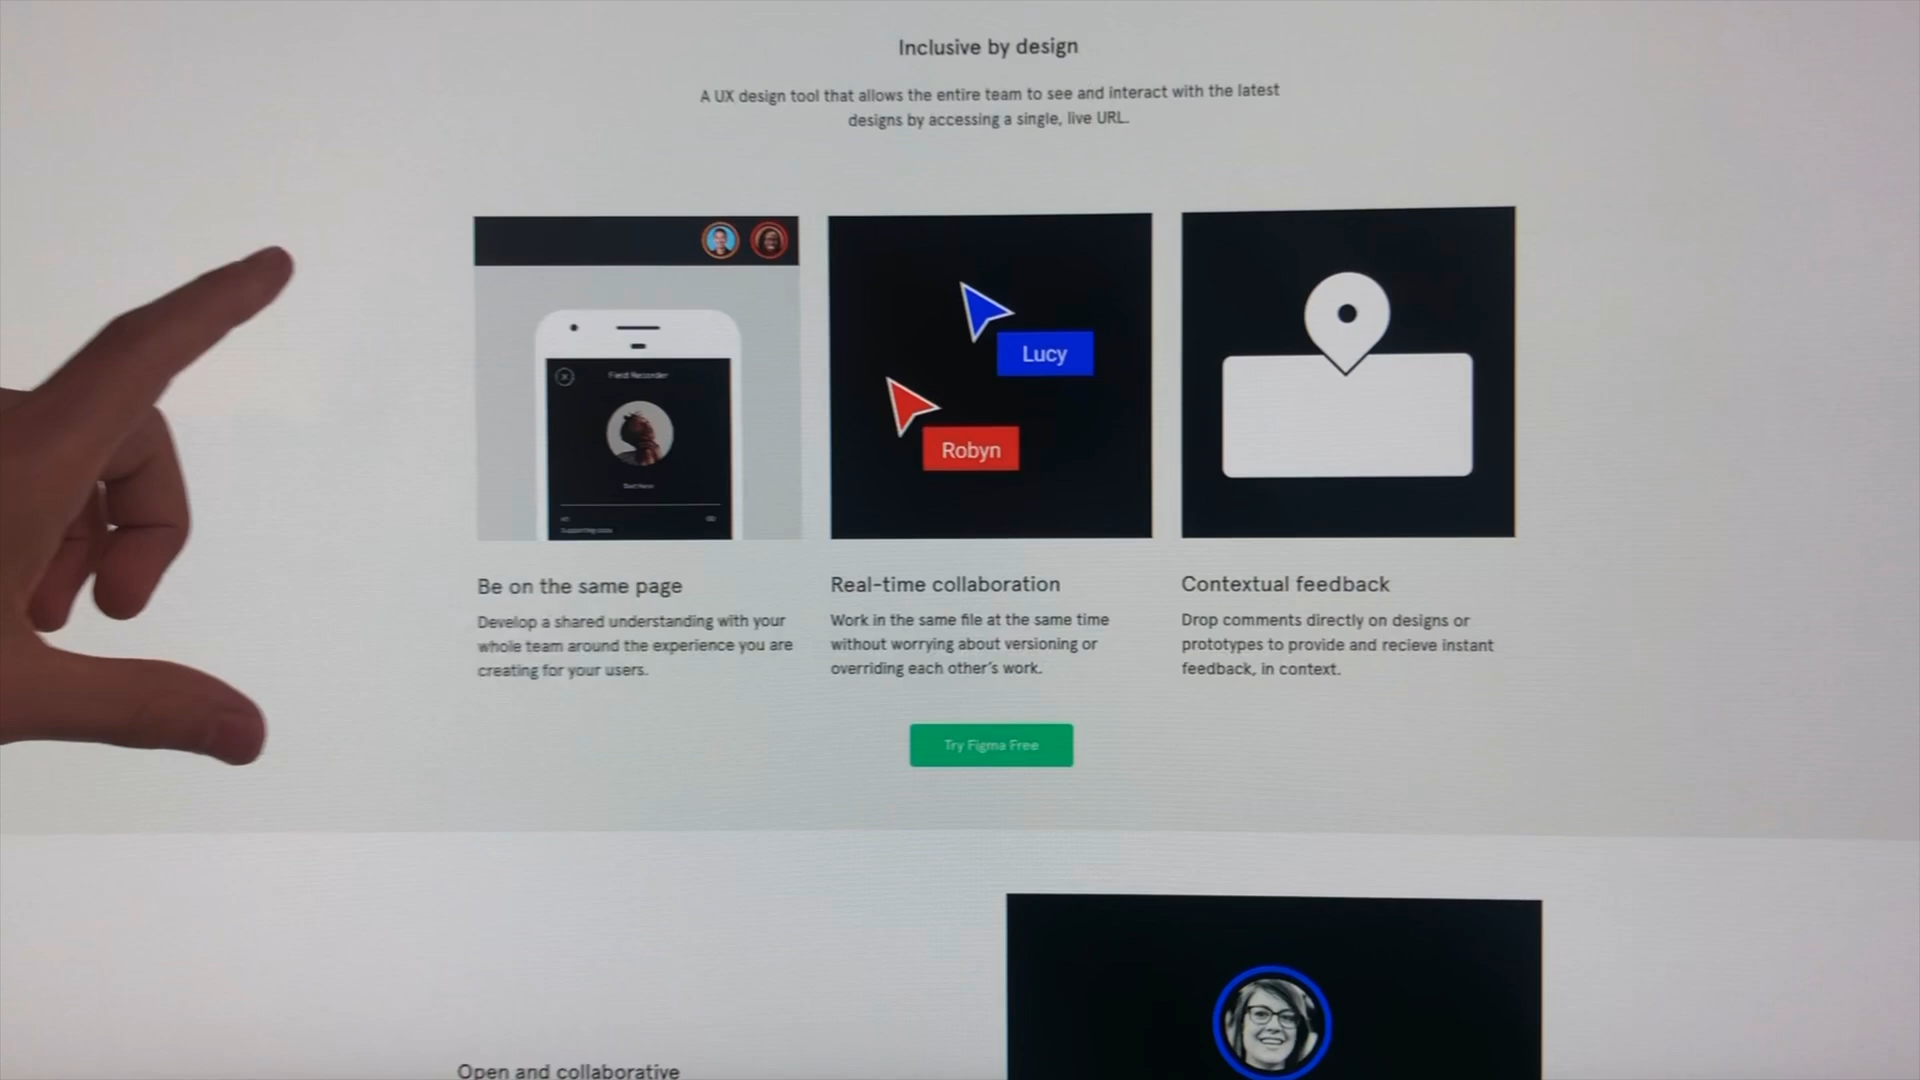 Inclusive by design
A UX design tool that allows the entire team to see and interact with the latest
designs by accessing a single, live URL.
Field Recorder
Lucy
Robyn
Be on the same page
Develop a shared understanding with your
whole team around the experience you are
creating for your users.
Real-time collaboration
Work in the same file at the same time
without worrying about versioning or
overriding each other's work.
Contextual feedback
Drop comments directly on designs or
prototypes to provide and recieve instant
feedback, in context.
Try Figma Free
Open and collaborative